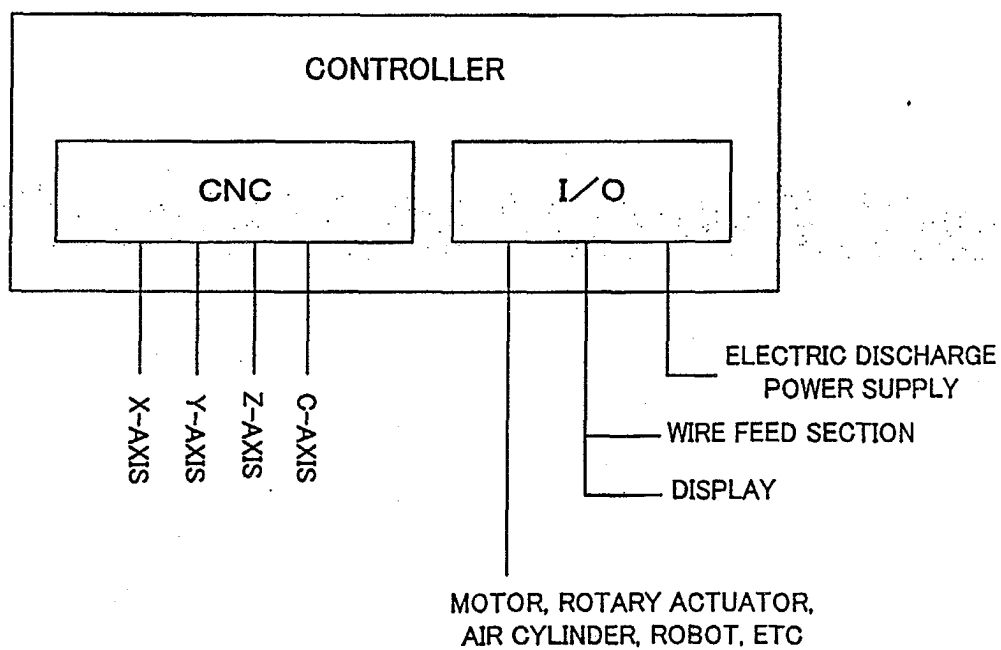 CONTROLLER
CNC
I/O
X-AXIS
Y-AXIS
Z-AXIS
C-AXIS
ELECTRIC DISCHARGE
POWER SUPPLY
WIRE FEED SECTION
DISPLAY
MOTOR, ROTARY ACTUATOR,
AIR CYLINDER, ROBOT, ETC